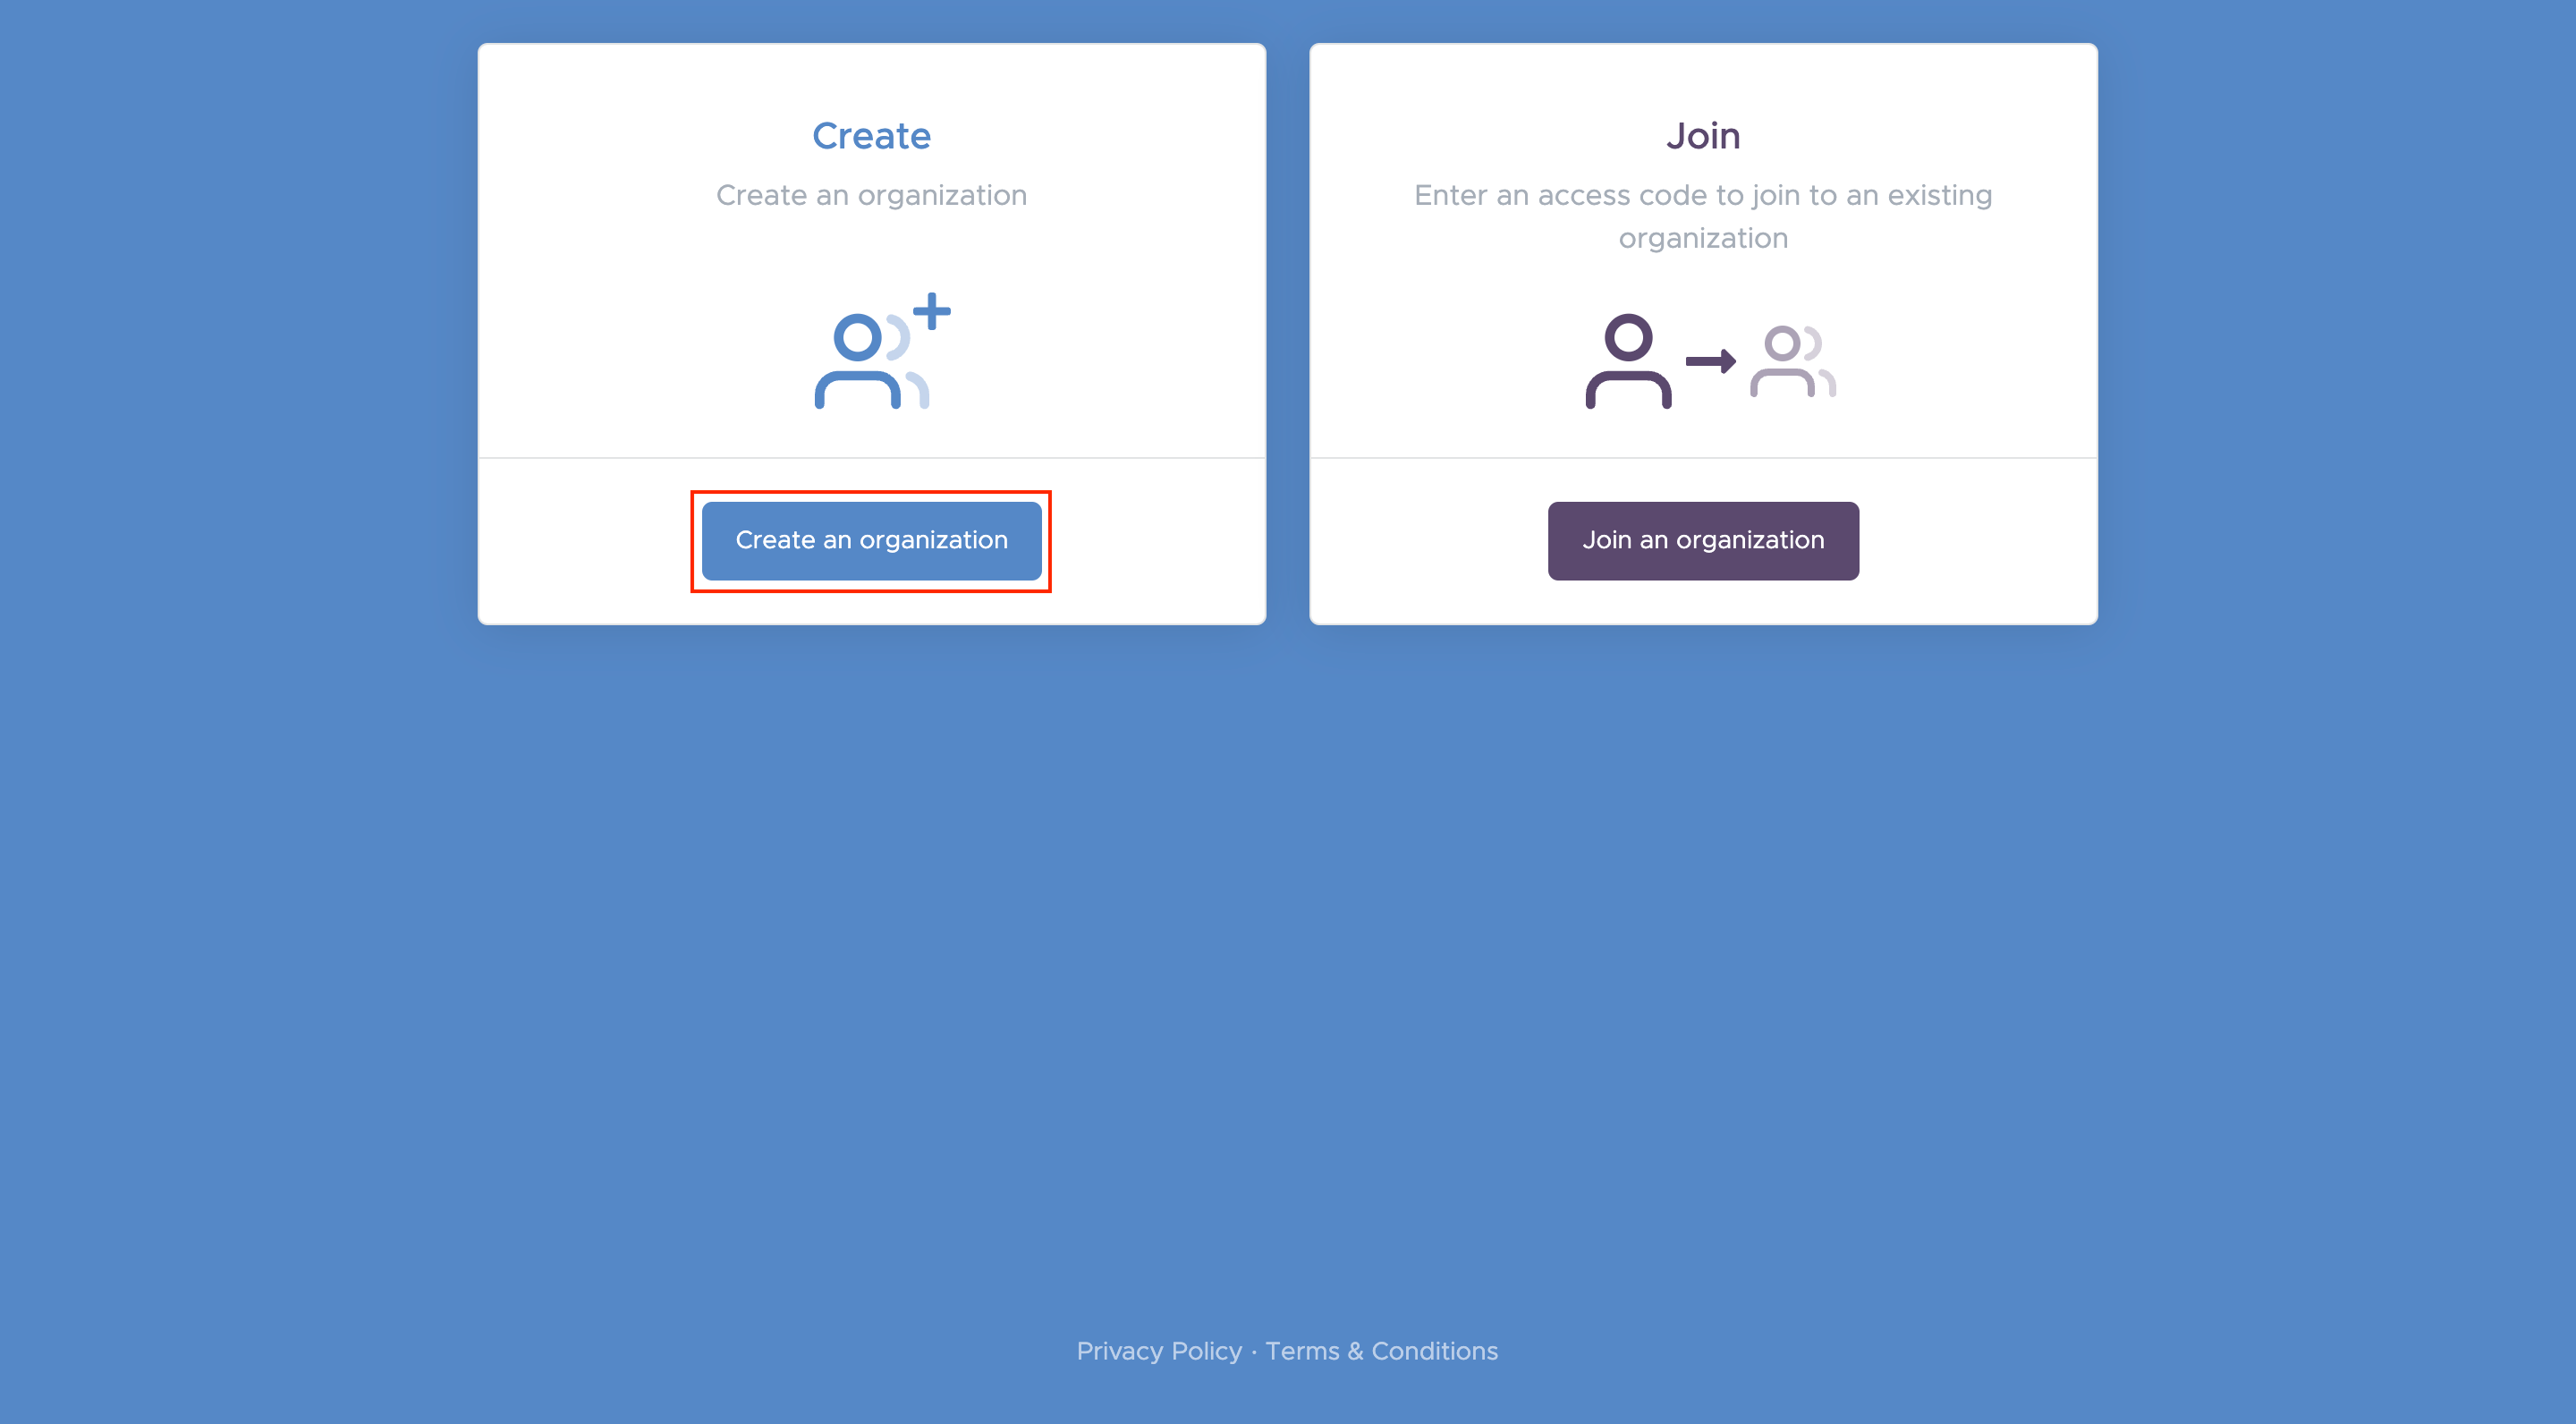 Create
Create an organization
Create an organization
Join
Enter an access code to join to an existing
organization
Join an organization
Privacy Policy · Terms & Conditions